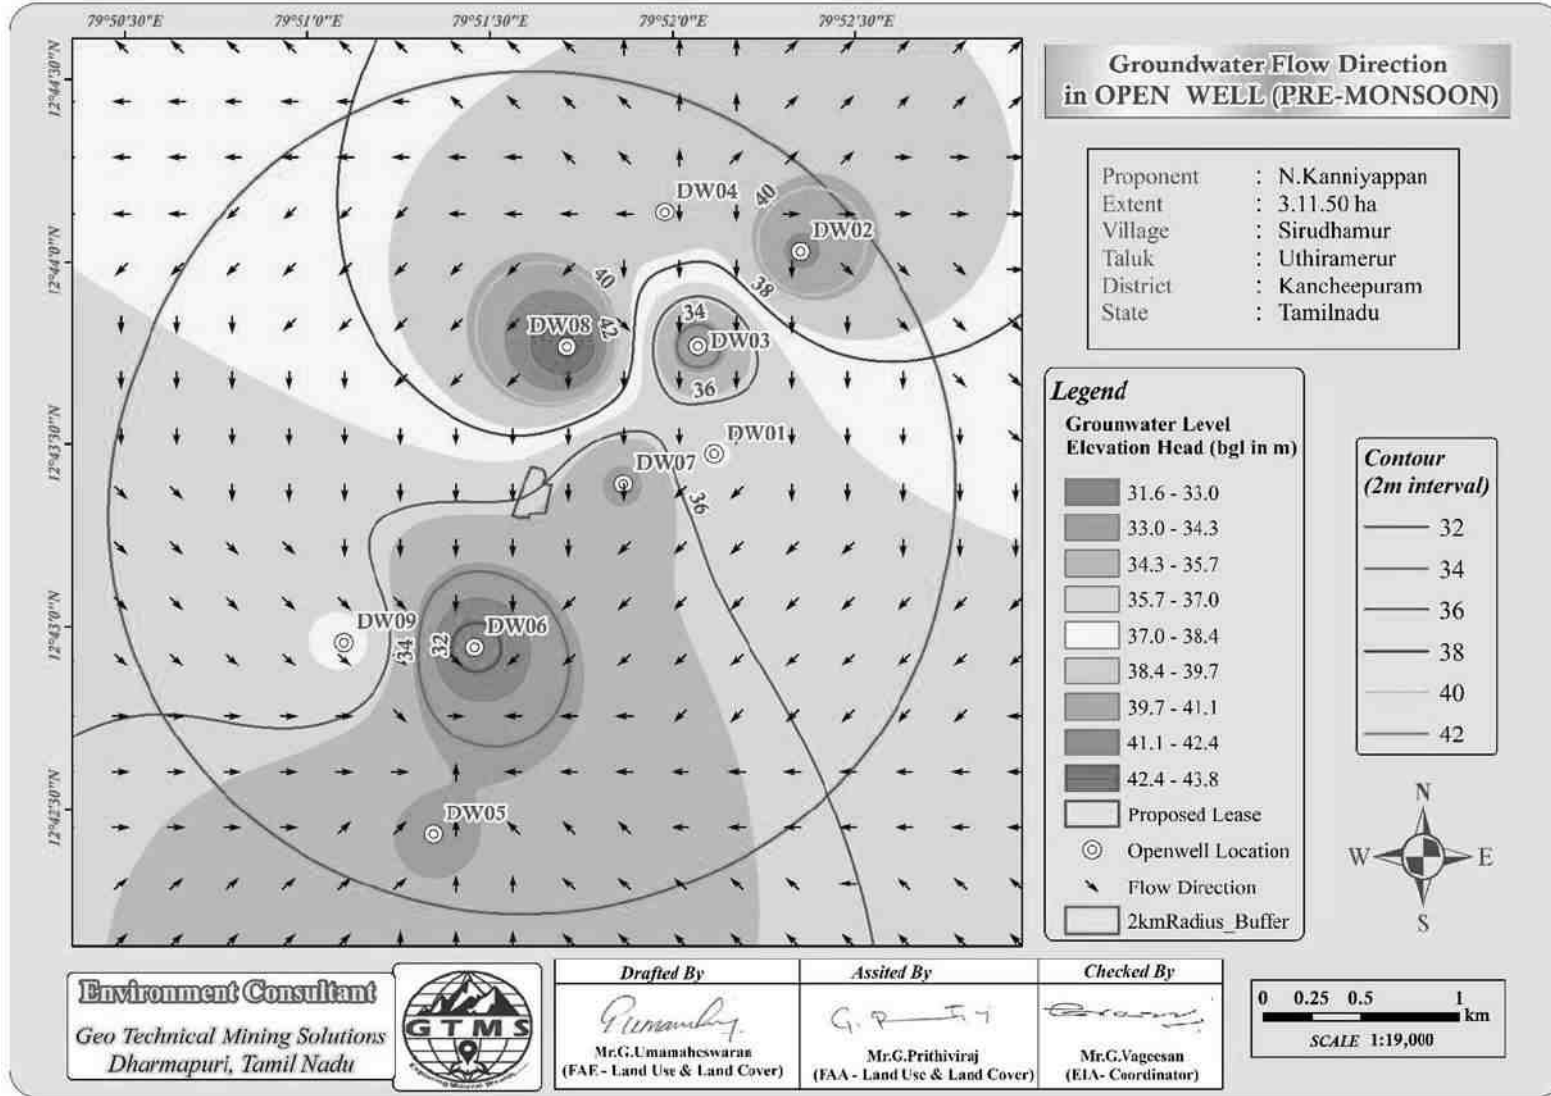 79°50'30"E 79°51'0"E 79°51'30"E 79°52'0"E 79°52'30"E
12°44'30"N
12°44'0"N
12°43'30"N
12°43'0"N
12°42'30"N
DW04
40
DW02
40
38
42
DW08
34
DW03
36
DW01
DW07
36
DW09
34
32
DW06
DW05
Groundwater Flow Direction
in OPEN WELL (PRE-MONSOON)
Proponent : N.Kanniyappan
Extent : 3.11.50 ha
Village : Sirudhamur
Taluk : Uthiramerur
District : Kancheepuram
State : Tamilnadu
Legend
Grounwater Level
Elevation Head (bgl in m)
31.6 - 33.0
33.0 - 34.3
34.3 - 35.7
35.7 - 37.0
37.0 - 38.4
38.4 - 39.7
39.7 - 41.1
41.1 - 42.4
42.4 - 43.8
Proposed Lease
Openwell Location
Flow Direction
2kmRadius_Buffer
Contour
(2m interval)
32
34
36
38
40
42
N
W E
S
Environment Consultant
Geo Technical Mining Solutions
Dharmapuri, Tamil Nadu
GTMS
Drafted By
Mr.G.Umamaheswaran
(FAE - Land Use & Land Cover)
Assited By
Mr.G.Prithiviraj
(FAA - Land Use & Land Cover)
Checked By
Mr.G.Vageesan
(EIA- Coordinator)
0 0.25 0.5 1
km
SCALE 1:19,000